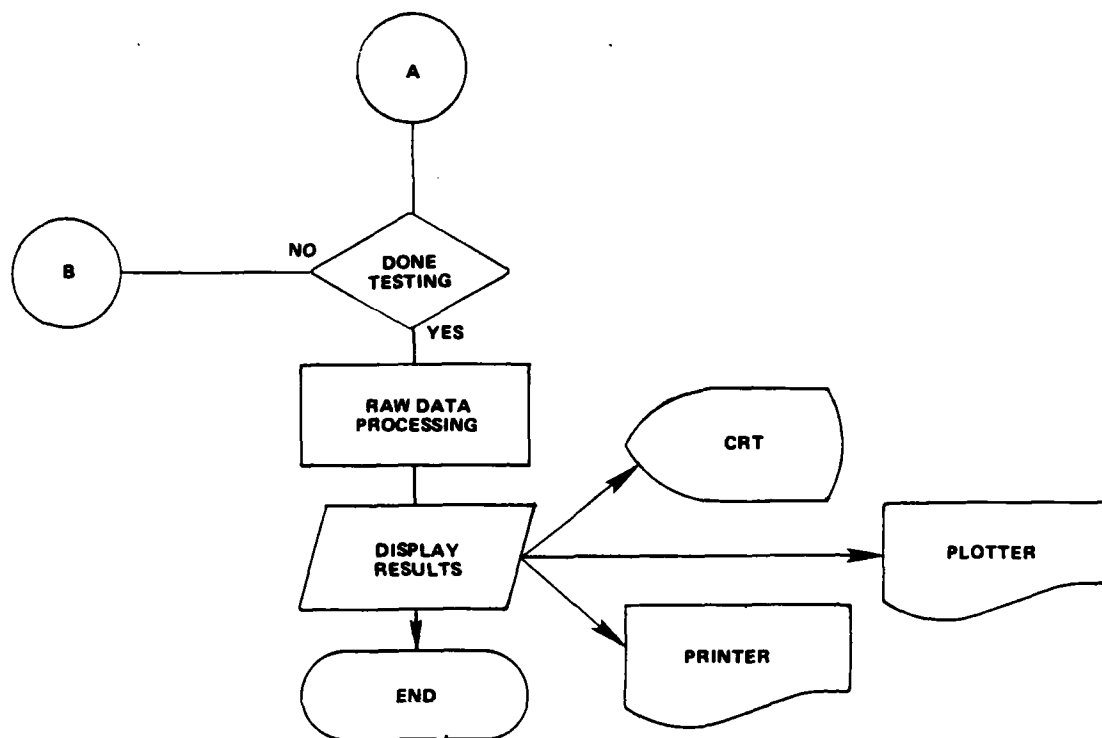 A
B
NO
DONE
TESTING
YES
RAW DATA
PROCESSING
CRT
DISPLAY
RESULTS
PLOTTER
PRINTER
END